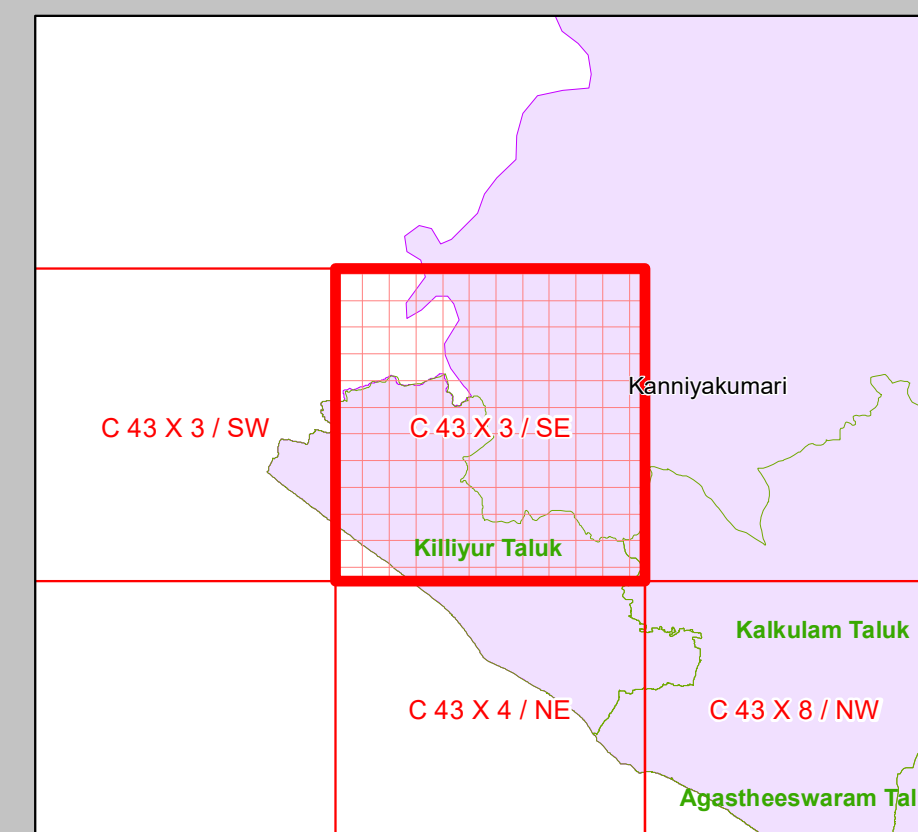 Kanniyakumari
C 43 X 3 / SW
C 43 X 3 / SE
Killiyur Taluk
Kalkulam Taluk
C 43 X 4 / NE
C 43 X 8 / NW
Agastheeswaram Tal